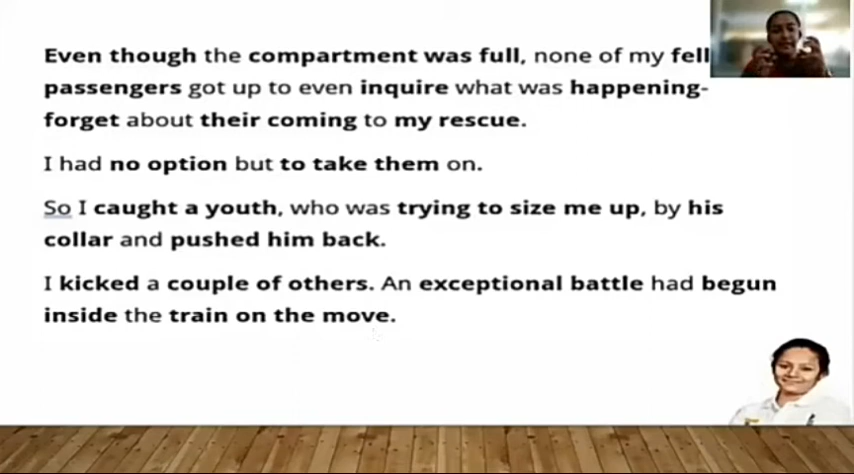 Even though the compartment was full, none of my fell
passengers got up to even inquire what was happening-
forget about their coming to my rescue.
I had no option but to take them on.
So I caught a youth, who was trying to size me up, by his
collar and pushed him back.
I kicked a couple of others. An exceptional battle had begun
inside the train on the move.